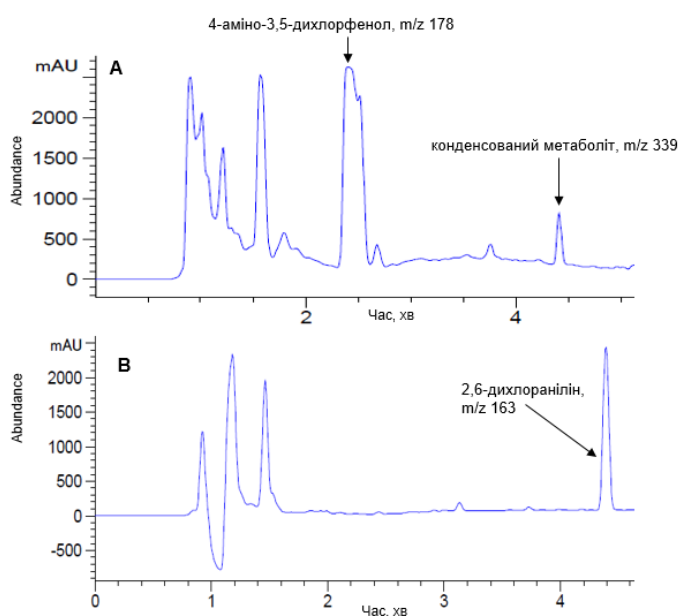 4-аміно-3,5-дихлорфенол, m/z 178
mAU
A
2000
1500
1000
500
0
Abundance
конденсований метаболіт, m/z 339
2
4
Час, хв
mAU
B
2000
1500
1000
500
0
-500
Abundance
2,6-дихлоранілін,
m/z 163
0
1
2
3
4
Час, хв